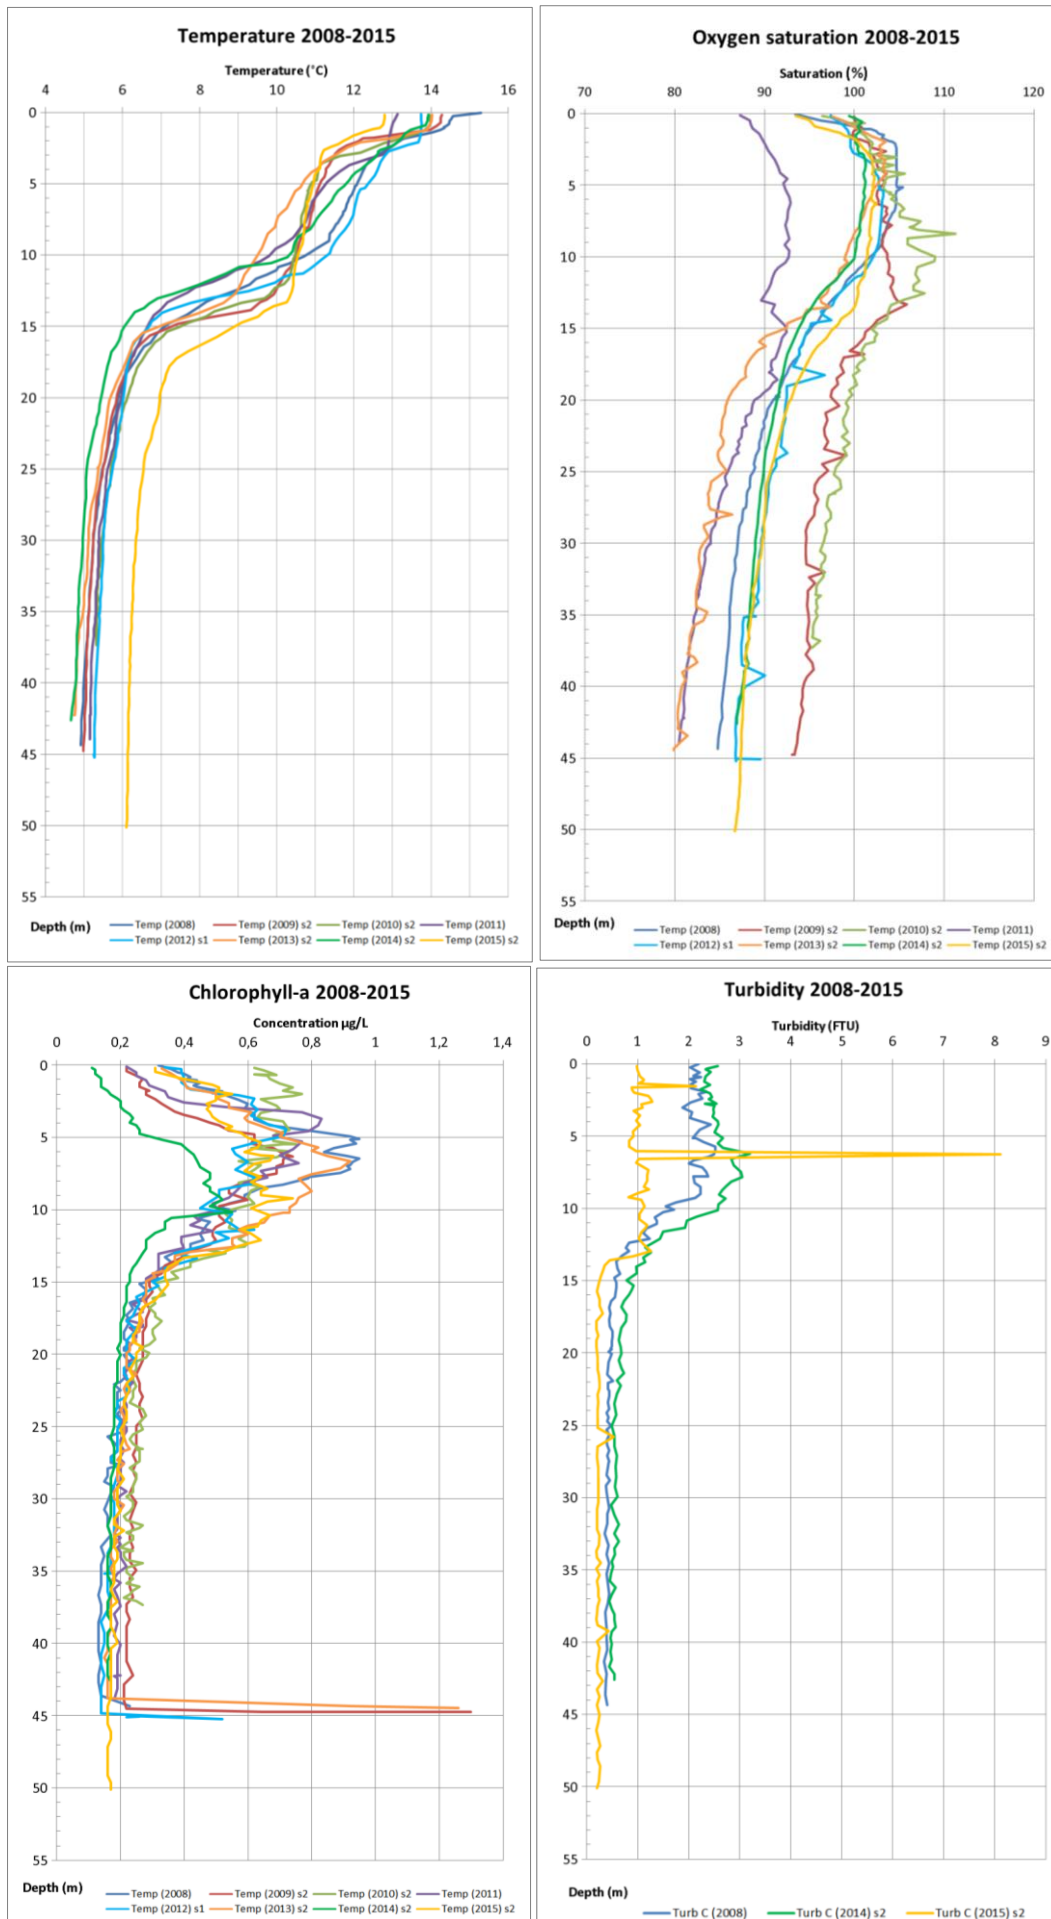 Temperature 2008-2015
Temperature (°C)
4 6 8 10 12 14 16
0
5
10
15
20
25
30
35
40
45
50
55
Depth (m)
Temp (2008) Temp (2009) s2 Temp (2010) s2 Temp (2011)
Temp (2012) s1 Temp (2013) s2 Temp (2014) s2 Temp (2015) s2
Oxygen saturation 2008-2015
Saturation (%)
70 80 90 100 110 120
0
5
10
15
20
25
30
35
40
45
50
55
Depth (m)
Temp (2008) Temp (2009) s2 Temp (2010) s2 Temp (2011)
Temp (2012) s1 Temp (2013) s2 Temp (2014) s2 Temp (2015) s2
Chlorophyll-a 2008-2015
Concentration µg/L
0 0,2 0,4 0,6 0,8 1 1,2 1,4
0
5
10
15
20
25
30
35
40
45
50
55
Depth (m)
Temp (2008) Temp (2009) s2 Temp (2010) s2 Temp (2011)
Temp (2012) s1 Temp (2013) s2 Temp (2014) s2 Temp (2015) s2
Turbidity 2008-2015
Turbidity (FTU)
0 1 2 3 4 5 6 7 8 9
0
5
10
15
20
25
30
35
40
45
50
55
Depth (m)
Turb C (2008) Turb C (2014) s2 Turb C (2015) s2